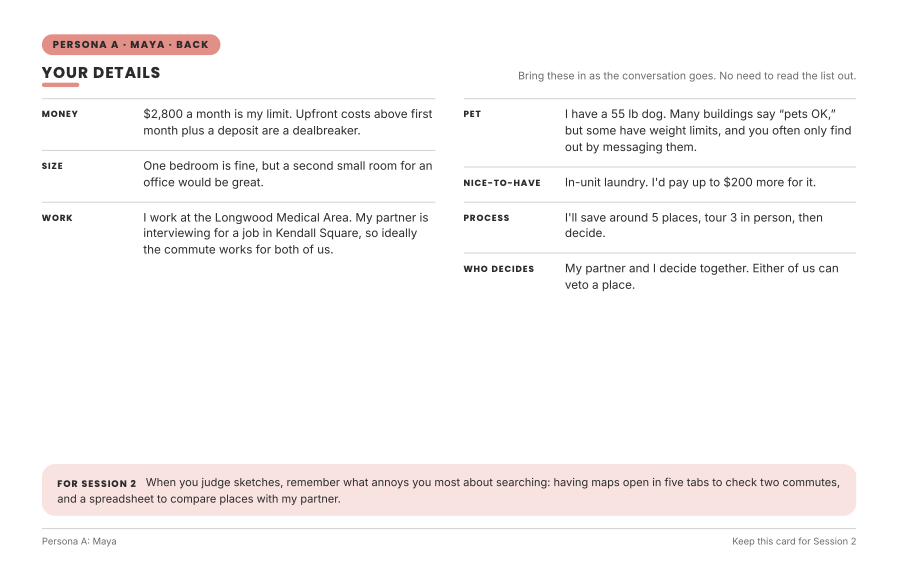 PERSONA A · MAYA · BACK
YOUR DETAILS
Bring these in as the conversation goes. No need to read the list out.
MONEY
$2,800 a month is my limit. Upfront costs above first
month plus a deposit are a dealbreaker.
SIZE
One bedroom is fine, but a second small room for an
office would be great.
WORK
I work at the Longwood Medical Area. My partner is
interviewing for a job in Kendall Square, so ideally
the commute works for both of us.
PET
I have a 55 lb dog. Many buildings say “pets OK,”
but some have weight limits, and you often only find
out by messaging them.
NICE-TO-HAVE
In-unit laundry. I'd pay up to $200 more for it.
PROCESS
I'll save around 5 places, tour 3 in person, then
decide.
WHO DECIDES
My partner and I decide together. Either of us can
veto a place.
FOR SESSION 2 When you judge sketches, remember what annoys you most about searching: having maps open in five tabs to check two commutes,
and a spreadsheet to compare places with my partner.
Persona A: Maya
Keep this card for Session 2